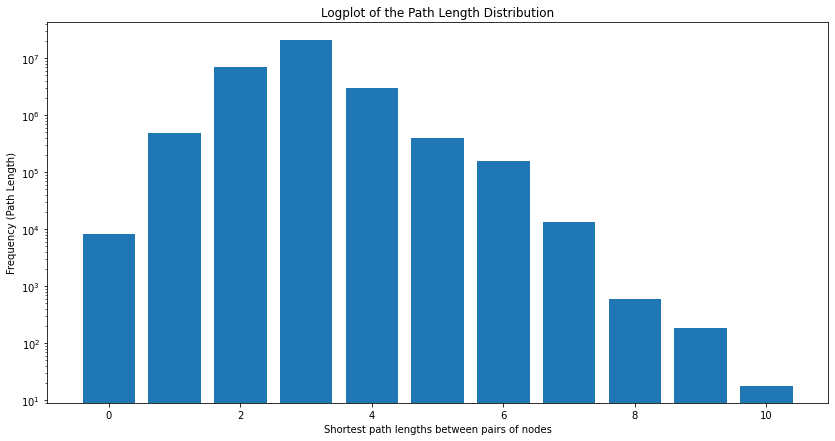 Logplot of the Path Length Distribution
Frequency (Path Length)
10⁷
10⁶
10⁵
10⁴
10³
10²
10¹
0 2 4 6 8 10
Shortest path lengths between pairs of nodes